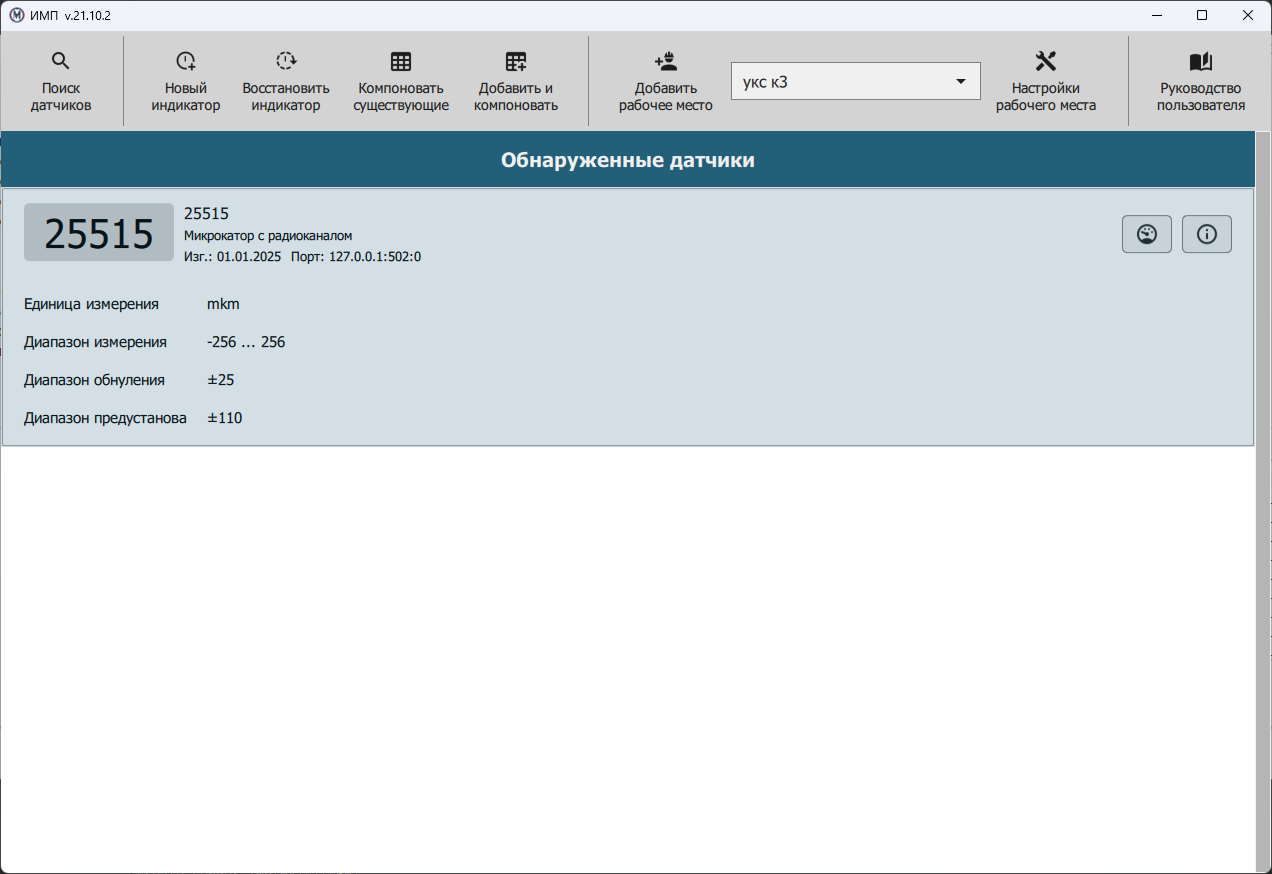 ИМП v.21.10.2
Поиск
датчиков
Новый
индикатор
Восстановить
индикатор
Компоновать
существующие
Добавить и
компоновать
Добавить
рабочее место
укс к3
Настройки
рабочего места
Руководство
пользователя
Обнаруженные датчики
25515
25515
Микрокатор с радиоканалом
Изг.: 01.01.2025 Порт: 127.0.0.1:502:0
Единица измерения mkm
Диапазон измерения -256 ... 256
Диапазон обнуления ±25
Диапазон предустанова ±110